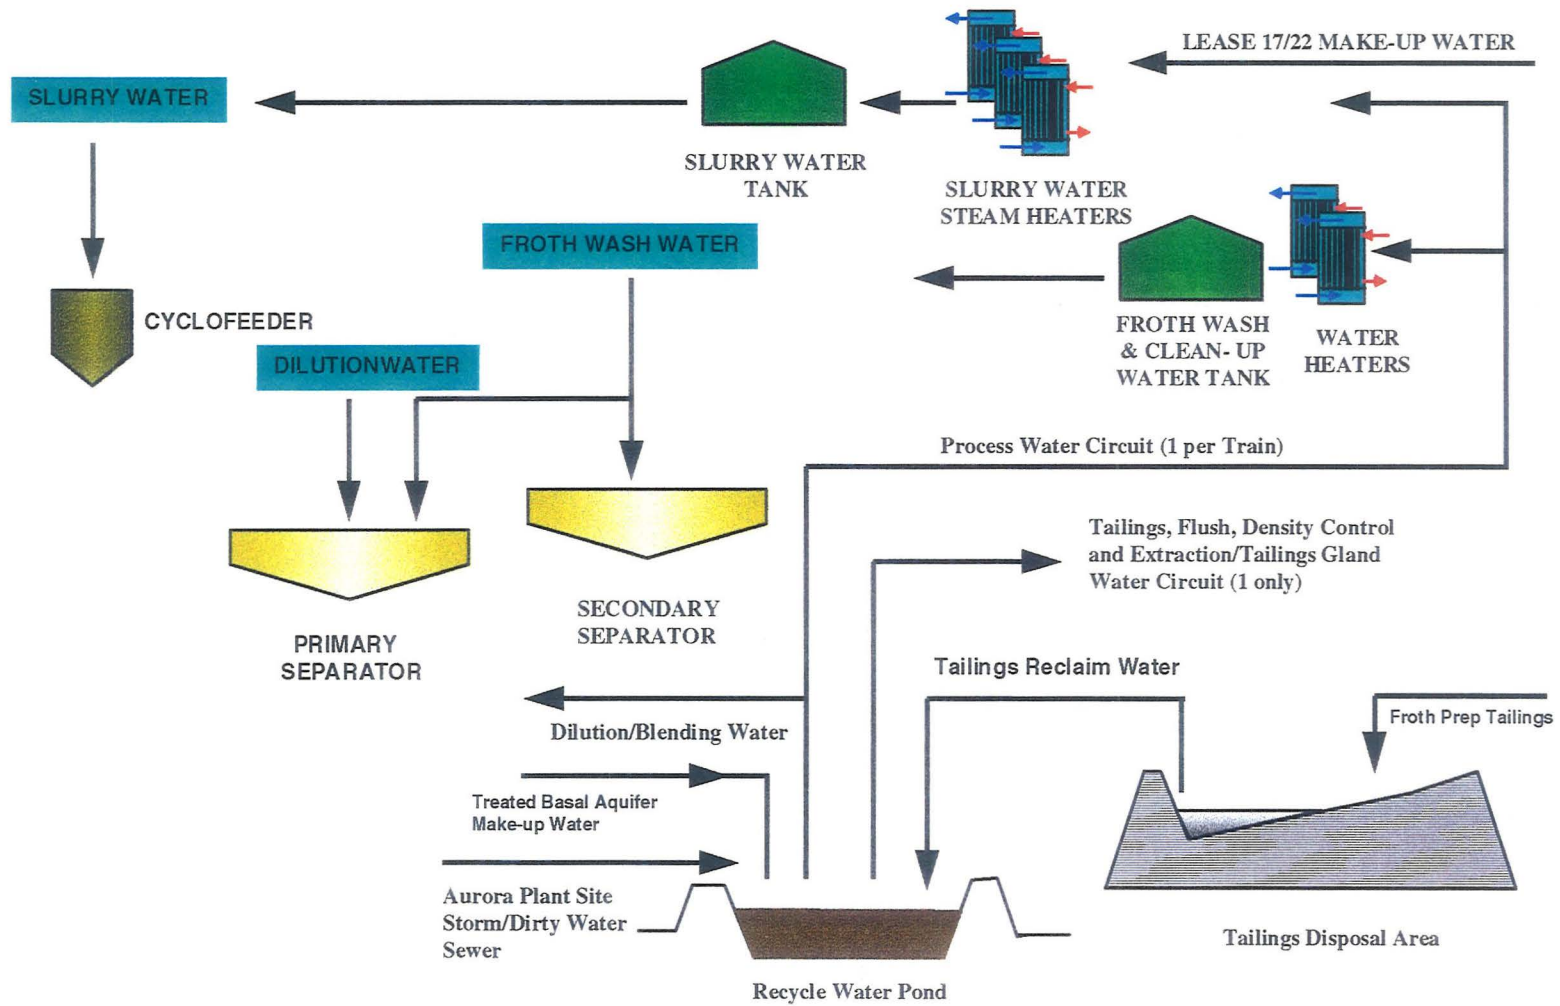 LEASE 17/22 MAKE-UP WATER
SLURRY WATER
SLURRY WATER
TANK
SLURRY WATER
STEAM HEATERS
FROTH WASH WATER
CYCLOFEEDER
FROTH WASH
& CLEAN- UP
WATER TANK
WATER
HEATERS
DILUTIONWATER
Process Water Circuit (1 per Train)
Tailings, Flush, Density Control
and Extraction/Tailings Gland
Water Circuit (1 only)
SECONDARY
SEPARATOR
PRIMARY
SEPARATOR
Tailings Reclaim Water
Froth Prep Tailings
Dilution/Blending Water
Treated Basal Aquifer
Make-up Water
Aurora Plant Site
Storm/Dirty Water
Sewer
Tailings Disposal Area
Recycle Water Pond